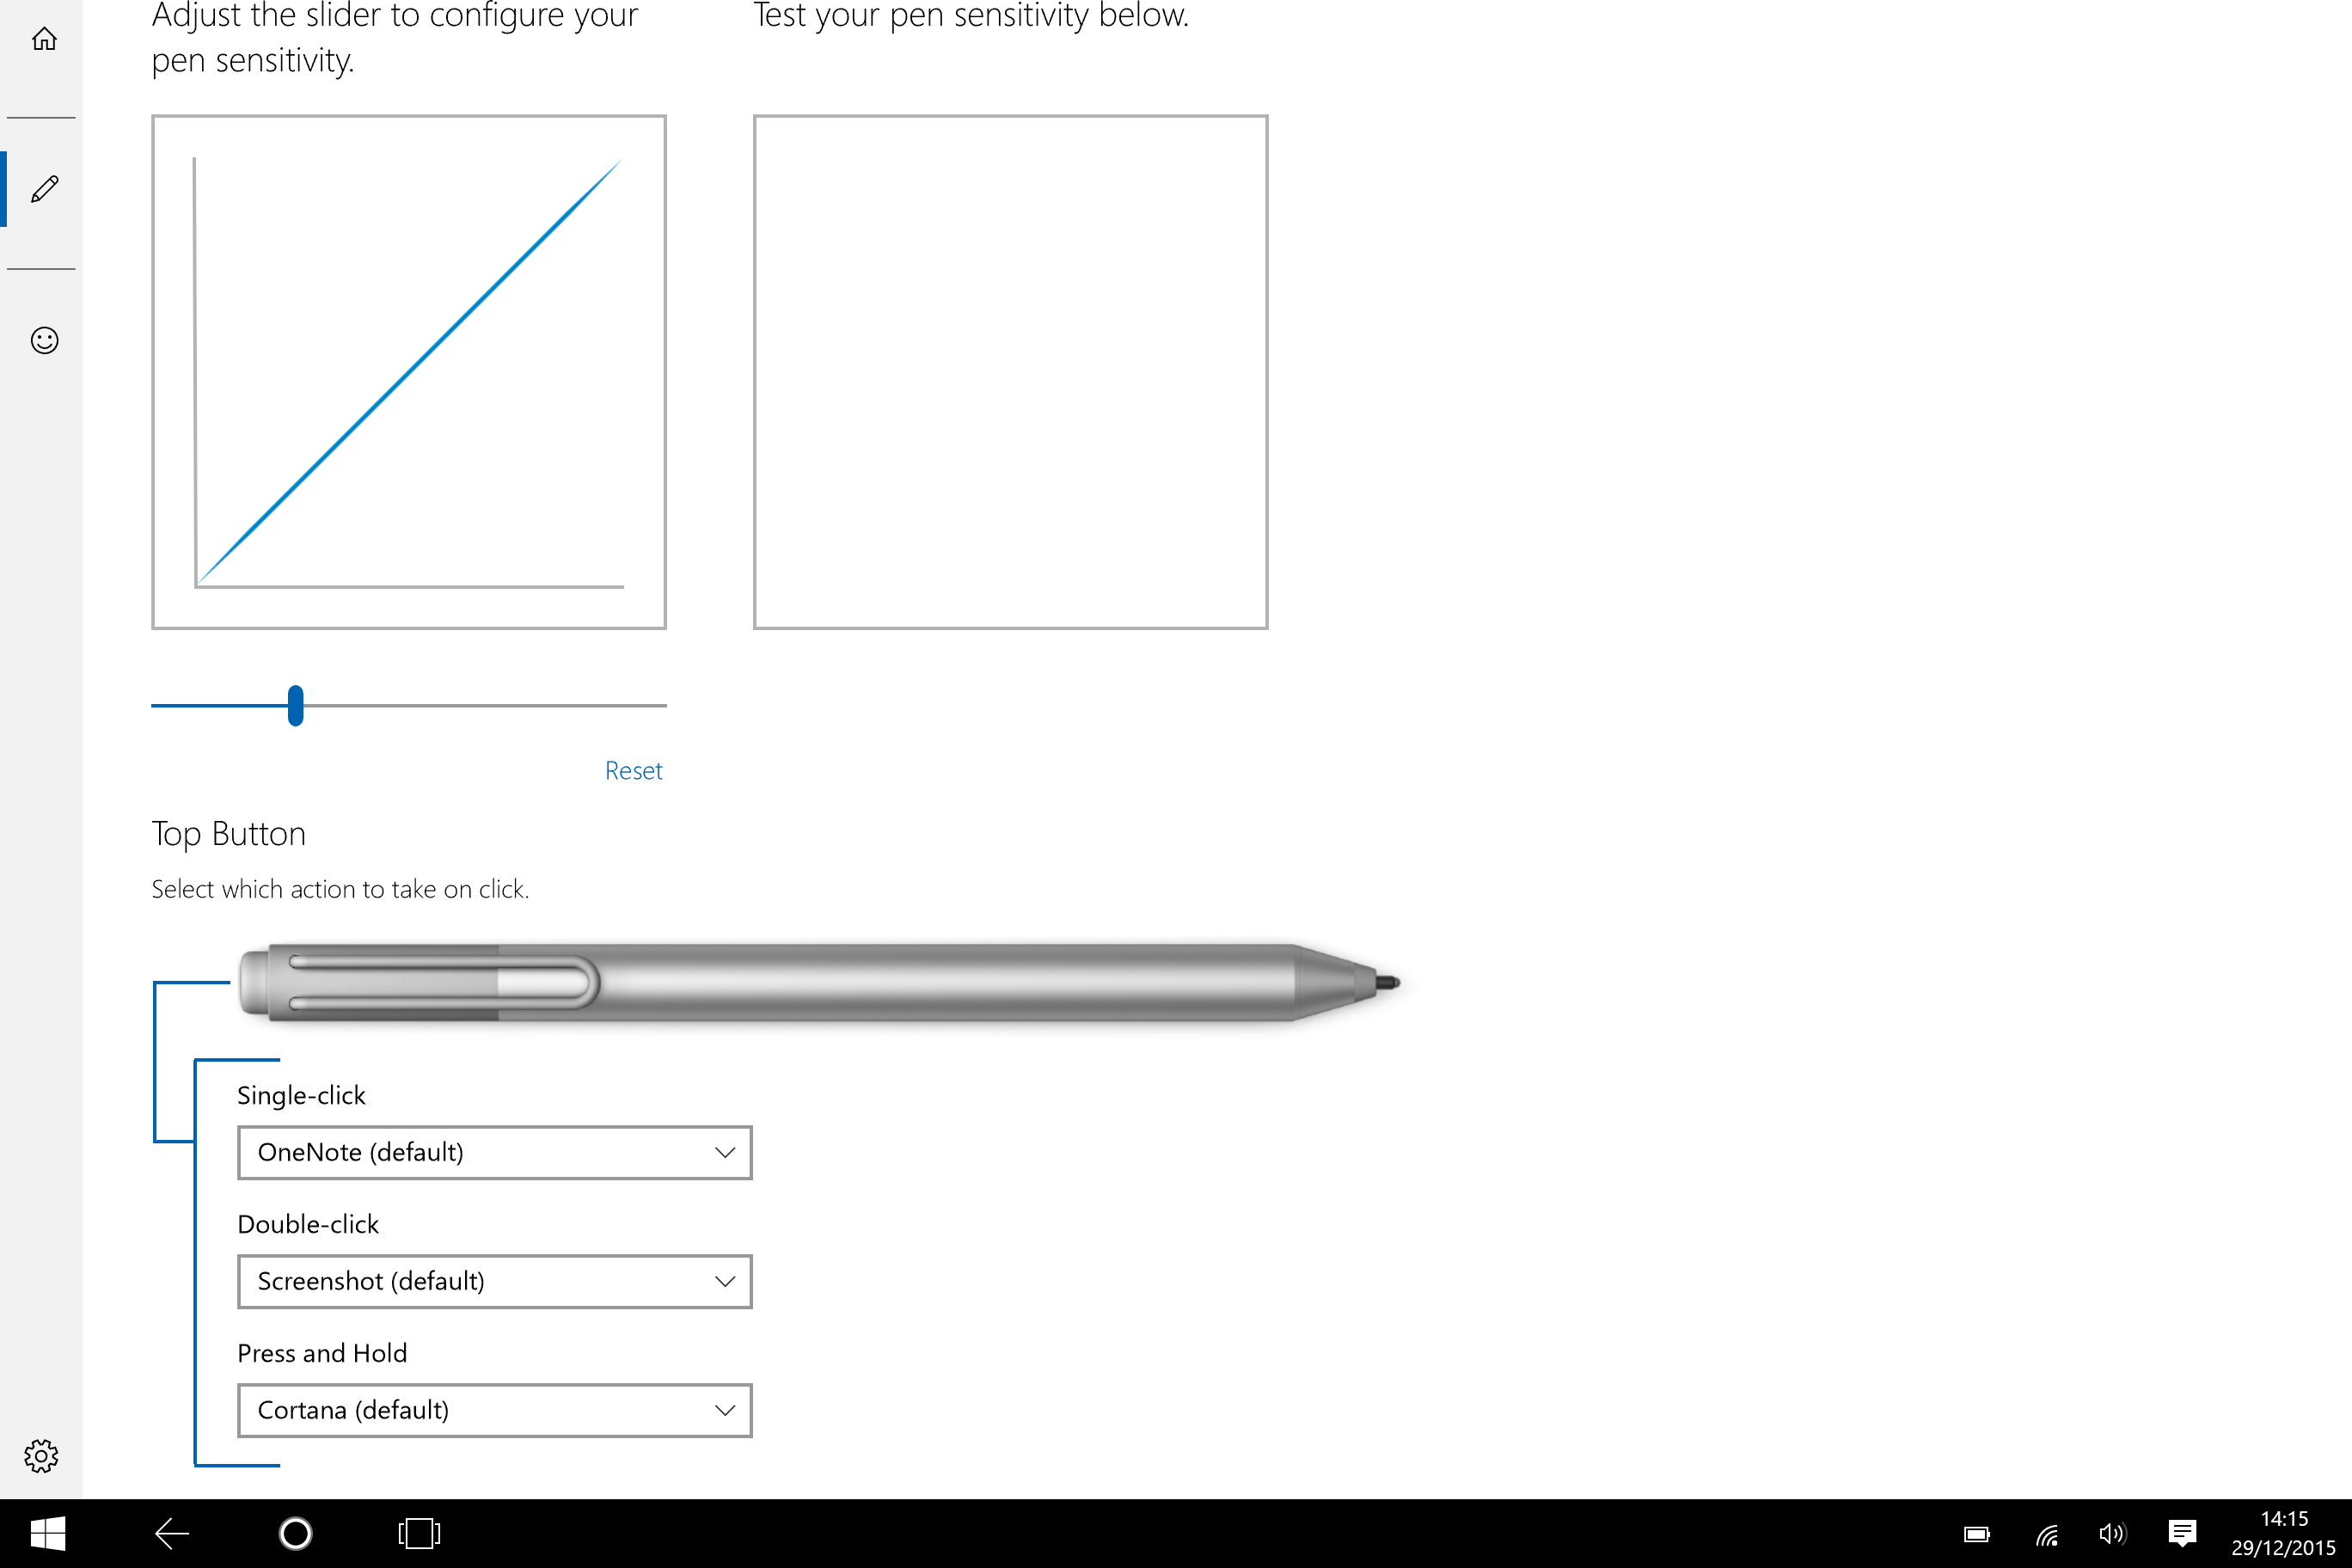 Adjust the slider to configure your
pen sensitivity.
Test your pen sensitivity below.
Reset
Top Button
Select which action to take on click.
Single-click
OneNote (default)
Double-click
Screenshot (default)
Press and Hold
Cortana (default)
14:15
29/12/2015